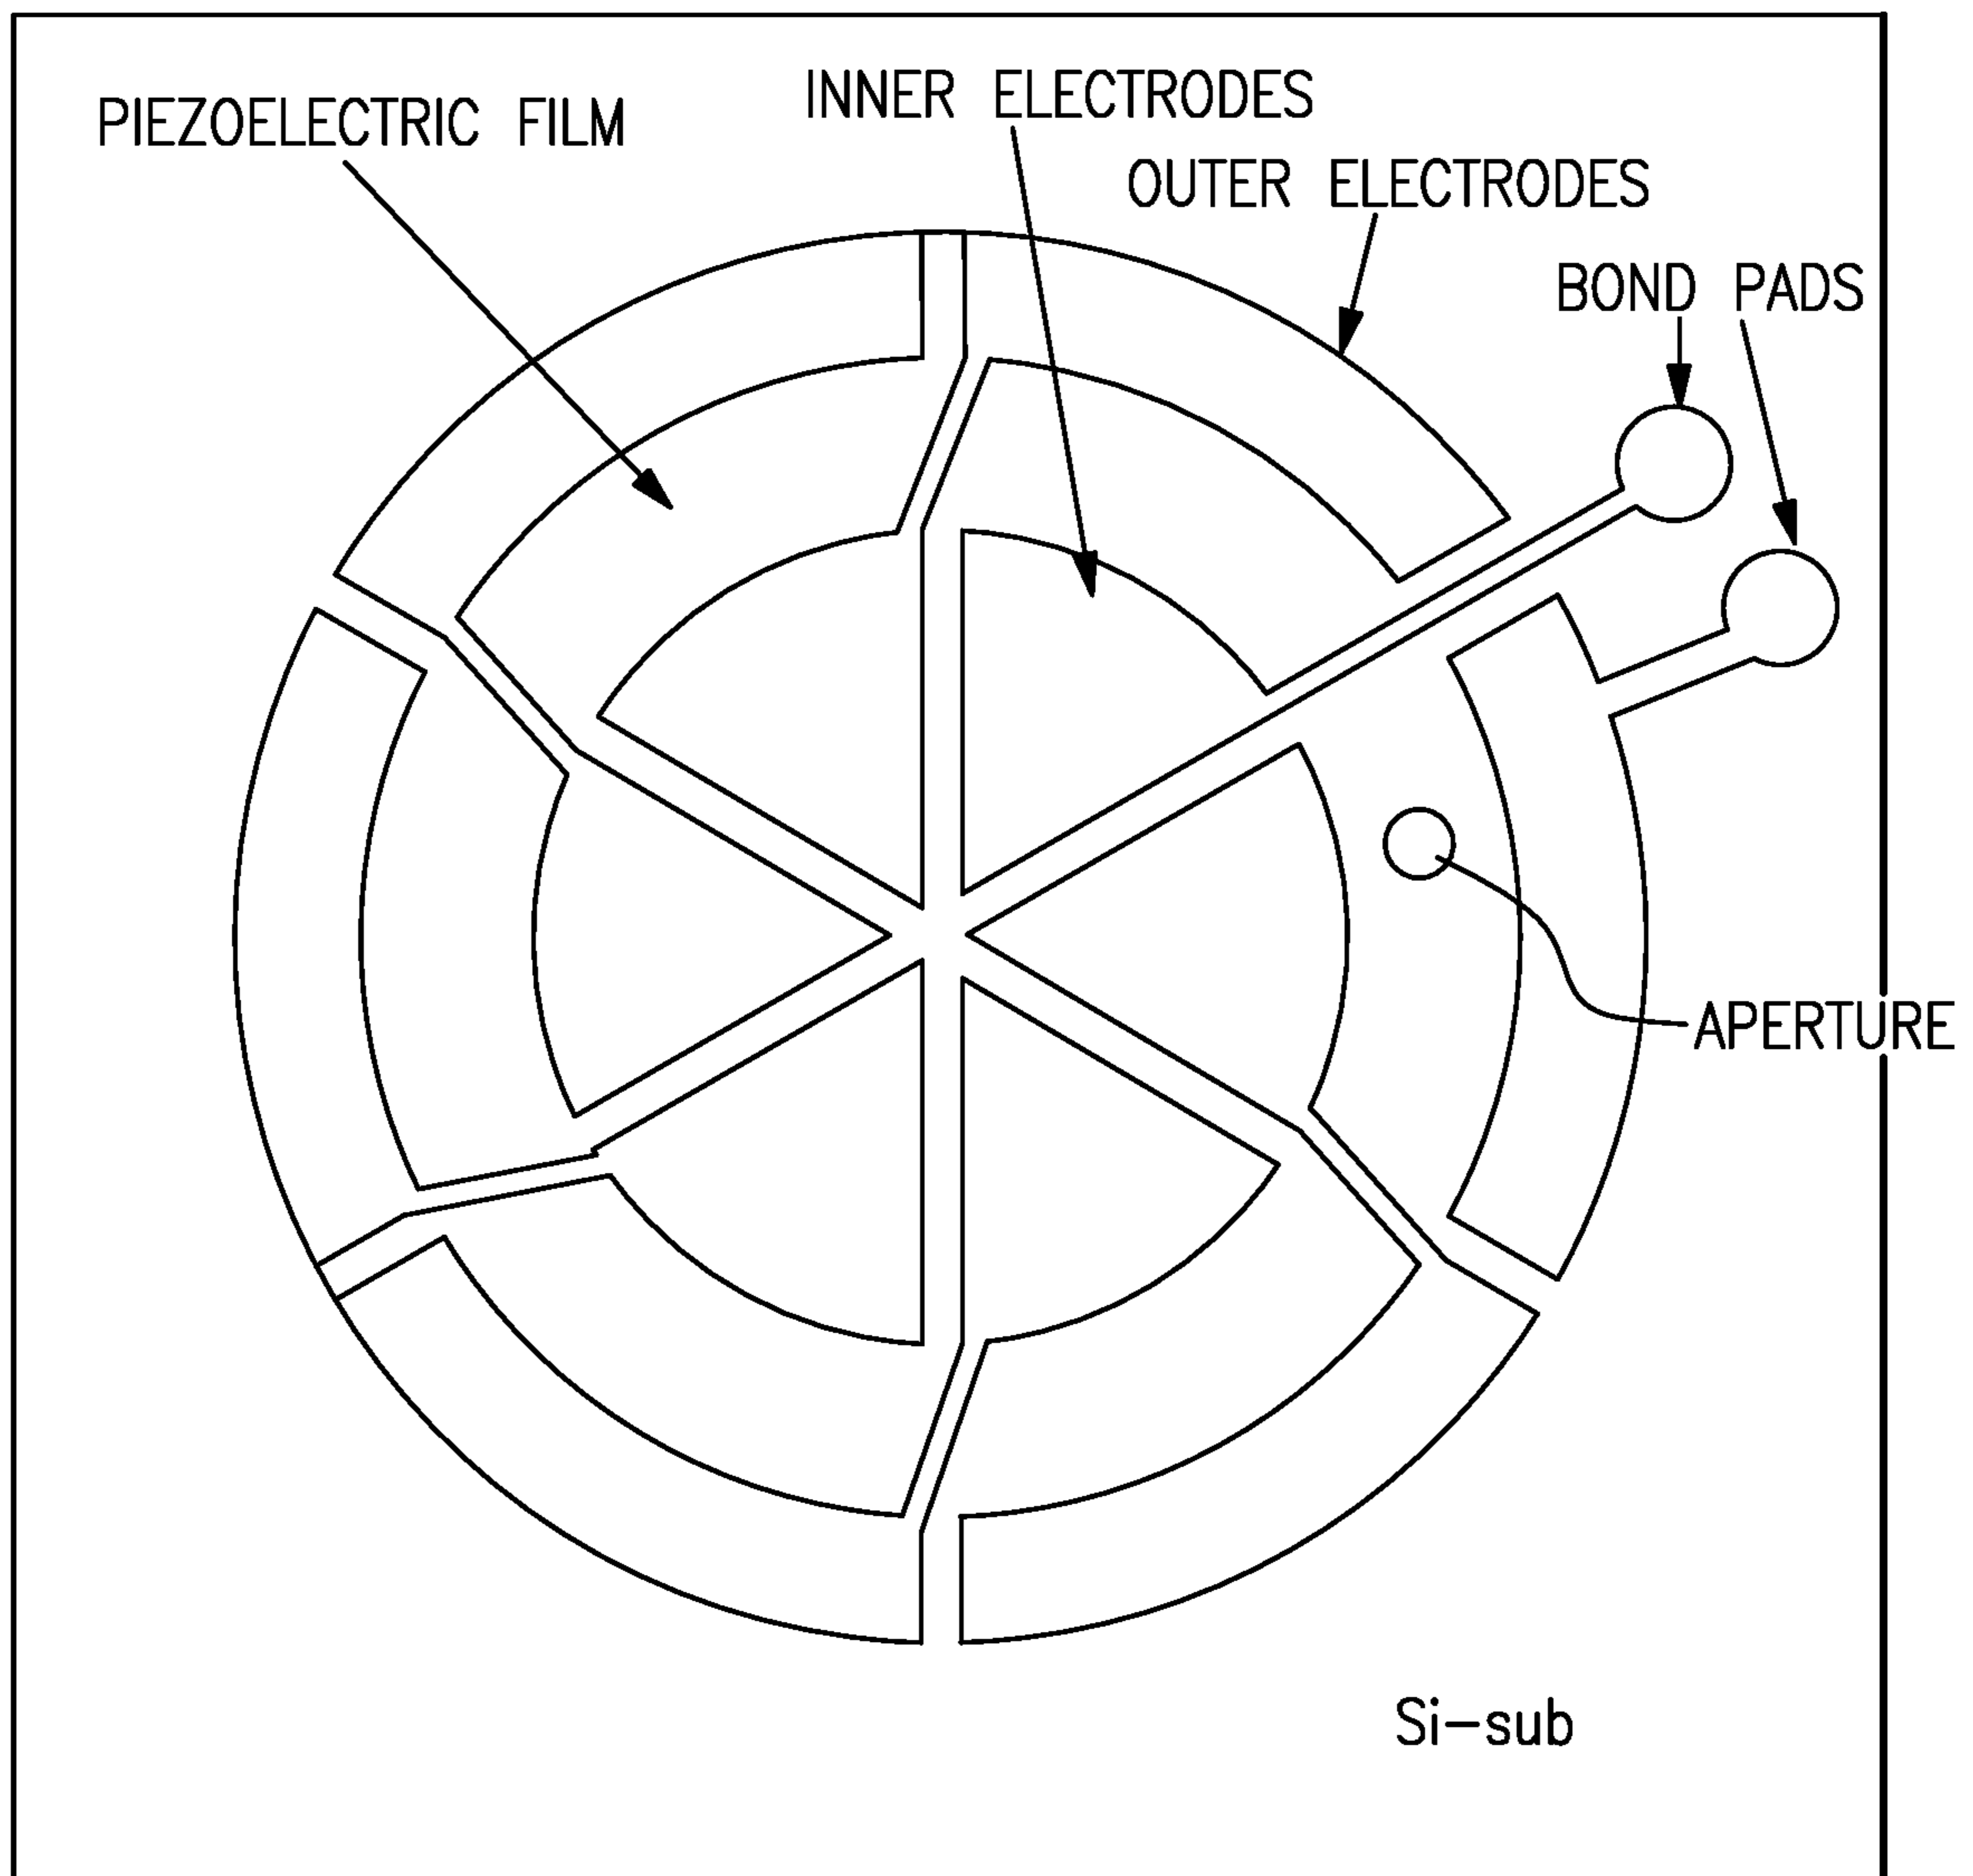 PIEZOELECTRIC FILM
INNER ELECTRODES
OUTER ELECTRODES
BOND PADS
APERTURE
Si-sub